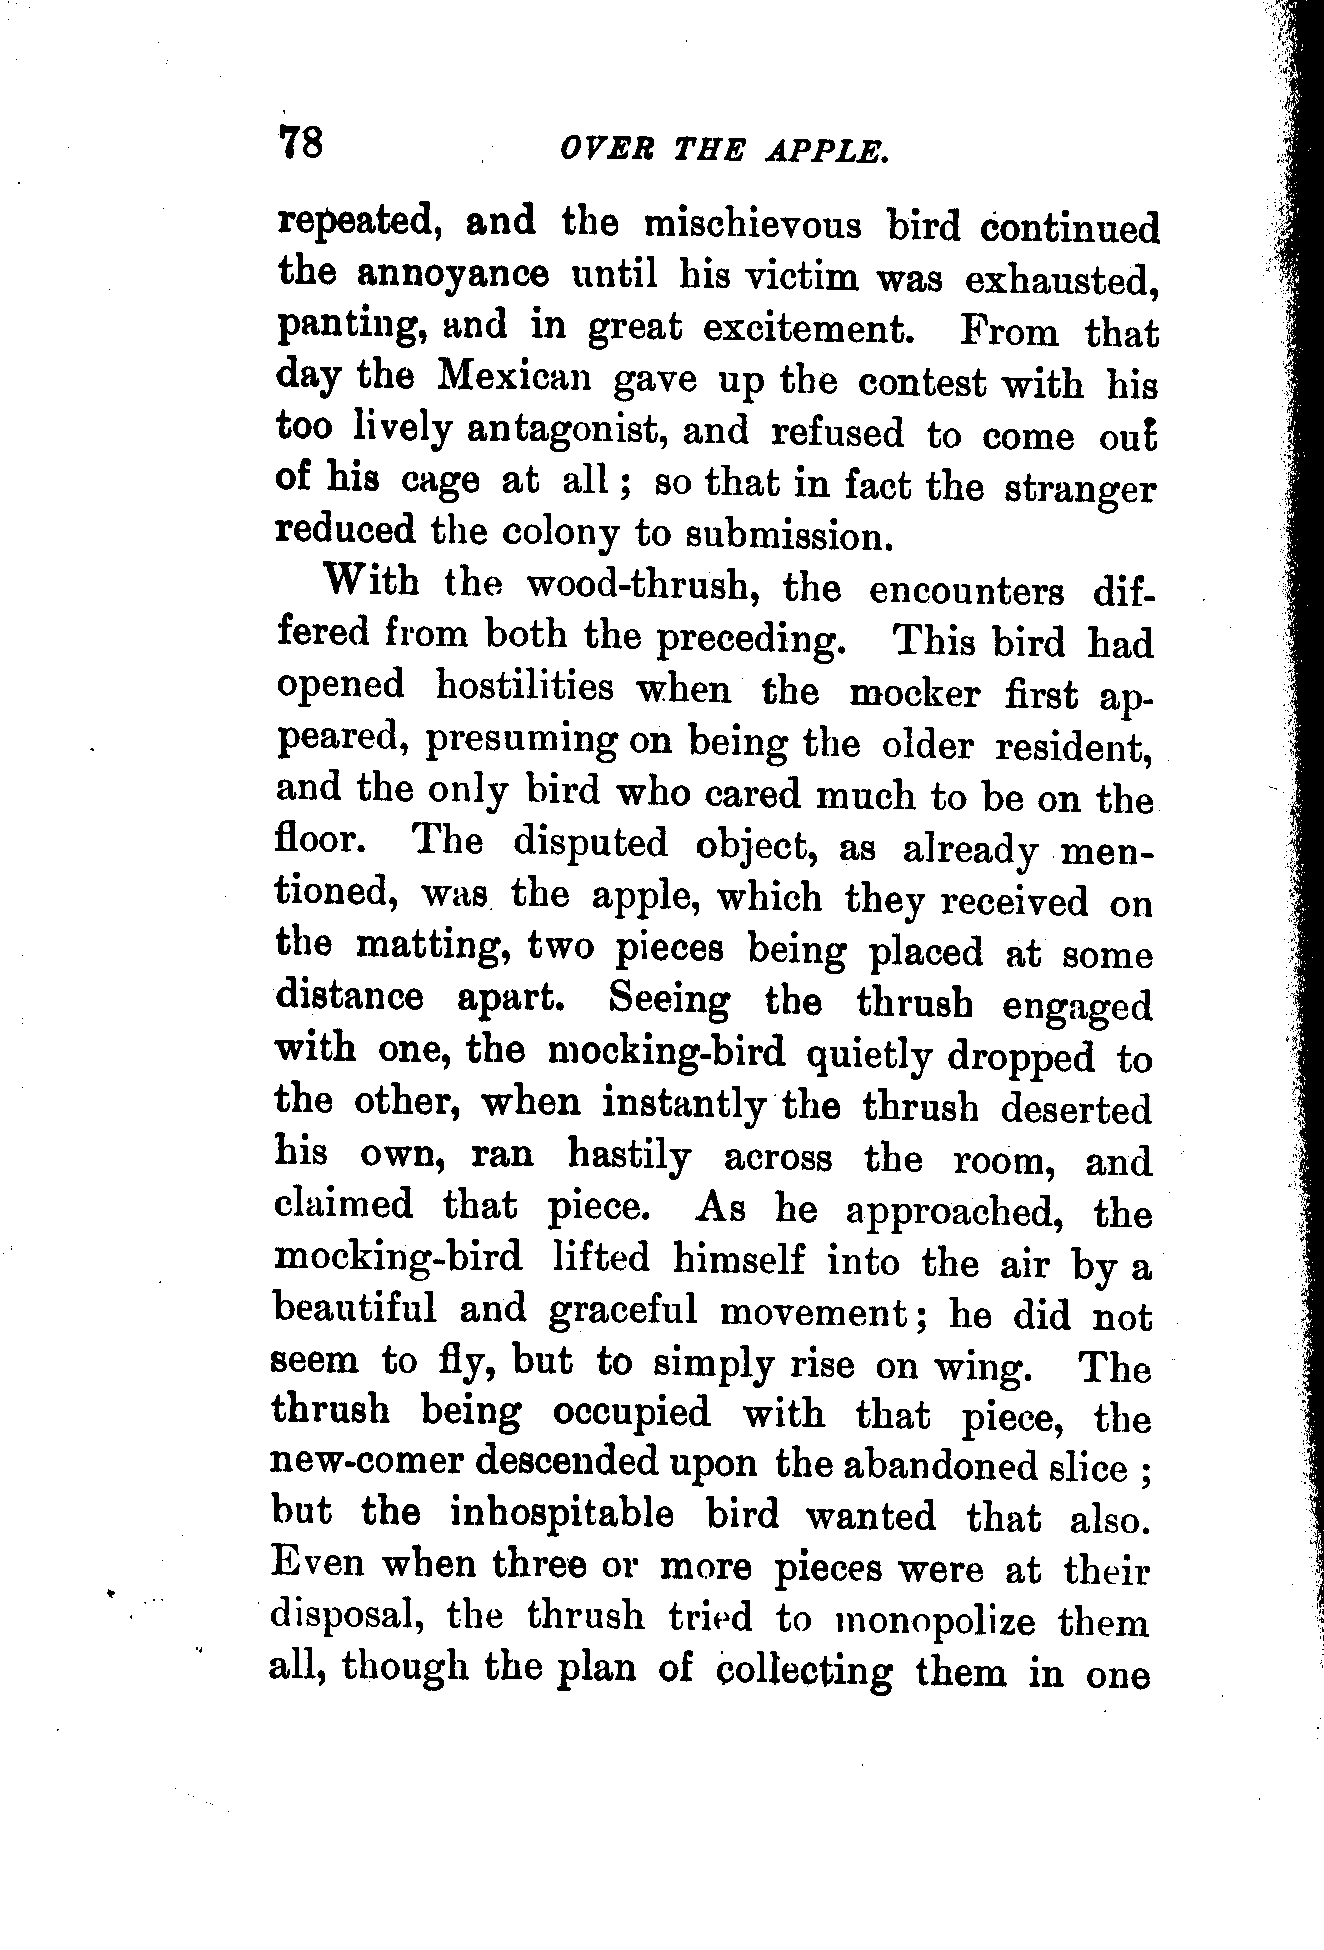 78 OVER THE APPLE.
repeated, and the mischievous bird continued
the annoyance until his victim was exhausted,
panting, and in great excitement. From that
day the Mexican gave up the contest with his
too lively antagonist, and refused to come out
of his cage at all ; so that in fact the stranger
reduced the colony to submission.
With the wood-thrush, the encounters dif-
fered from both the preceding. This bird had
opened hostilities when the mocker first ap-
peared, presuming on being the older resident,
and the only bird who cared much to be on the
floor. The disputed object, as already men-
tioned, was the apple, which they received on
the matting, two pieces being placed at some
distance apart. Seeing the thrush engaged
with one, the mocking-bird quietly dropped to
the other, when instantly the thrush deserted
his own, ran hastily across the room, and
claimed that piece. As he approached, the
mocking-bird lifted himself into the air by a
beautiful and graceful movement ; he did not
seem to fly, but to simply rise on wing. The
thrush being occupied with that piece, the
new-comer descended upon the abandoned slice ;
but the inhospitable bird wanted that also.
Even when three or more pieces were at their
disposal, the thrush tried to monopolize them
all, though the plan of collecting them in one